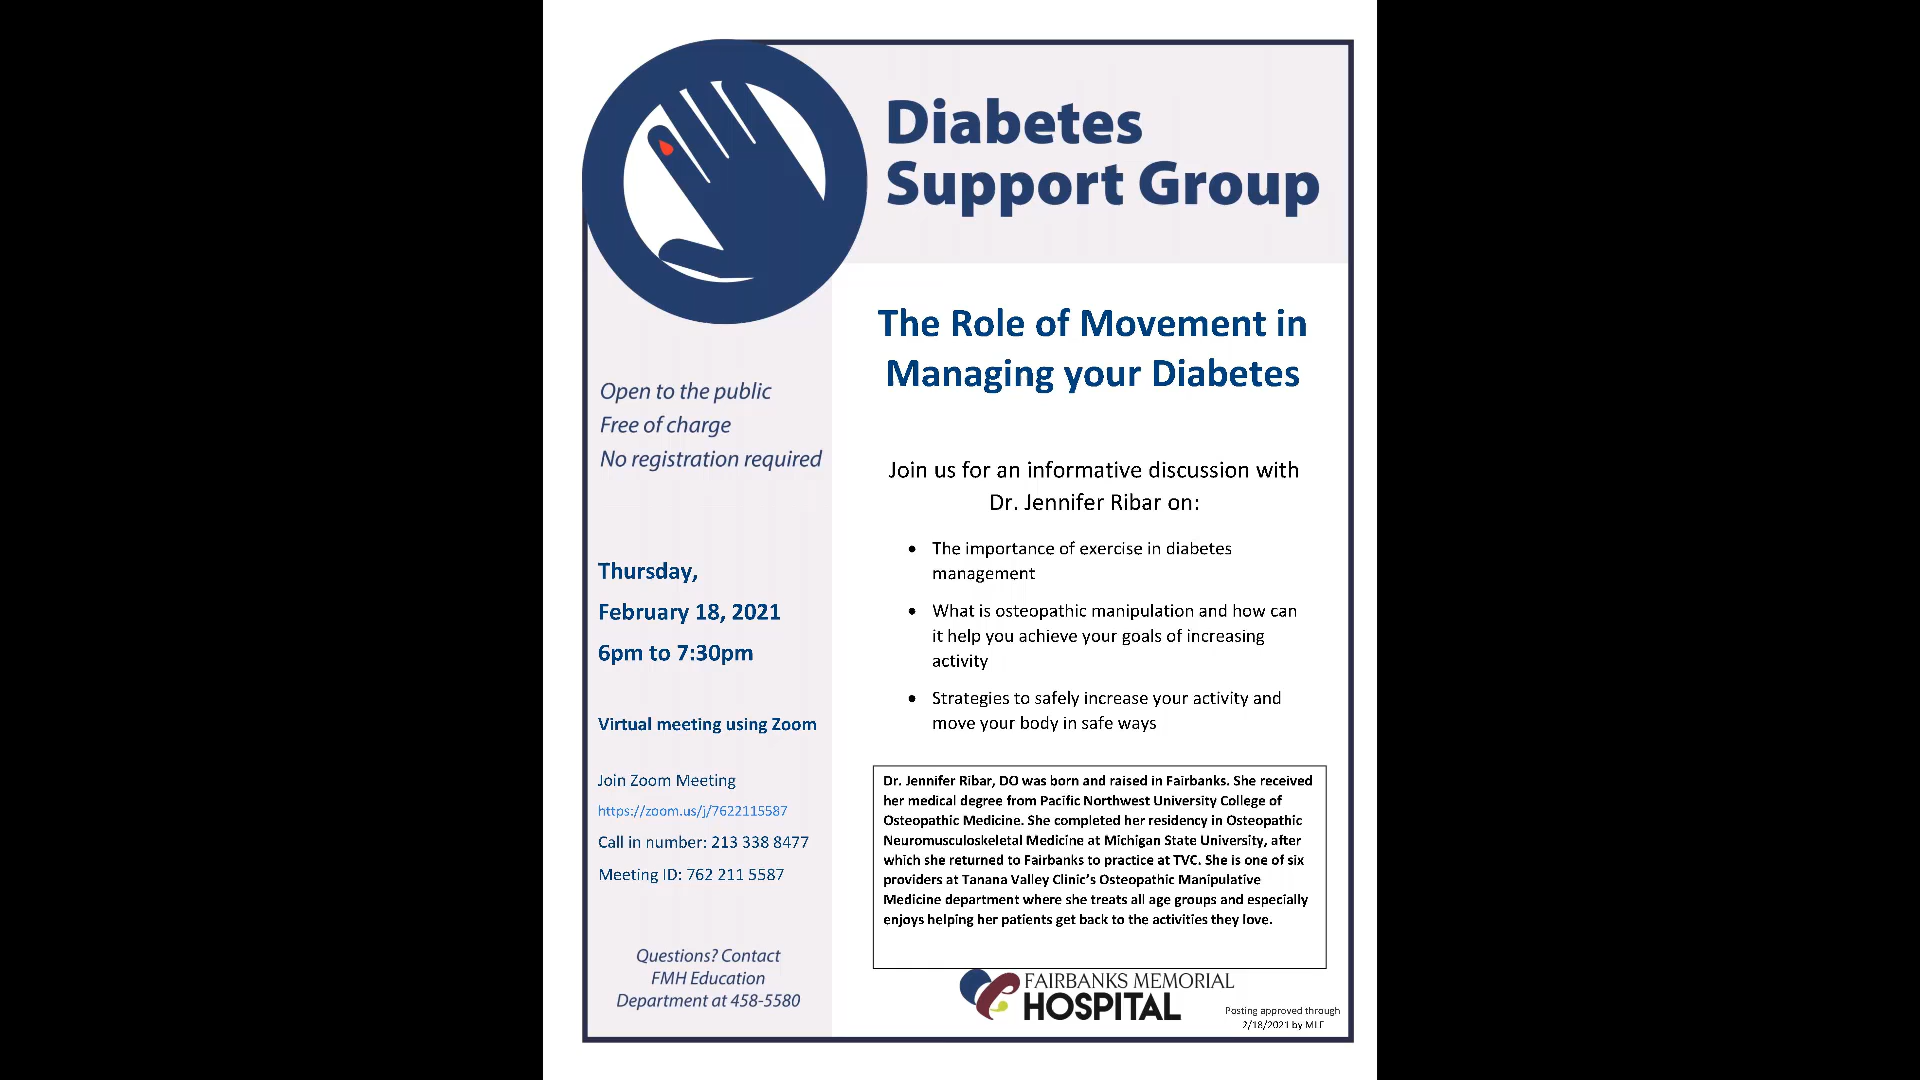 Diabetes
Support Group
Open to the public
Free of charge
No registration required
Thursday,
February 18, 2021
6pm to 7:30pm
Virtual meeting using Zoom
Join Zoom Meeting
https://zoom.us/j/7622115587
Call in number: 213 338 8477
Meeting ID: 762 211 5587
Questions? Contact
FMH Education
Department at 458-5580
The Role of Movement in
Managing your Diabetes
Join us for an informative discussion with
Dr. Jennifer Ribar on:
• The importance of exercise in diabetes
management
• What is osteopathic manipulation and how can
it help you achieve your goals of increasing
activity
• Strategies to safely increase your activity and
move your body in safe ways
Dr. Jennifer Ribar, DO was born and raised in Fairbanks. She received
her medical degree from Pacific Northwest University College of
Osteopathic Medicine. She completed her residency in Osteopathic
Neuromusculoskeletal Medicine at Michigan State University, after
which she returned to Fairbanks to practice at TVC. She is one of six
providers at Tanana Valley Clinic’s Osteopathic Manipulative
Medicine department where she treats all age groups and especially
enjoys helping her patients get back to the activities they love.
FAIRBANKS MEMORIAL
HOSPITAL
Posting approved through
2/18/2021 by